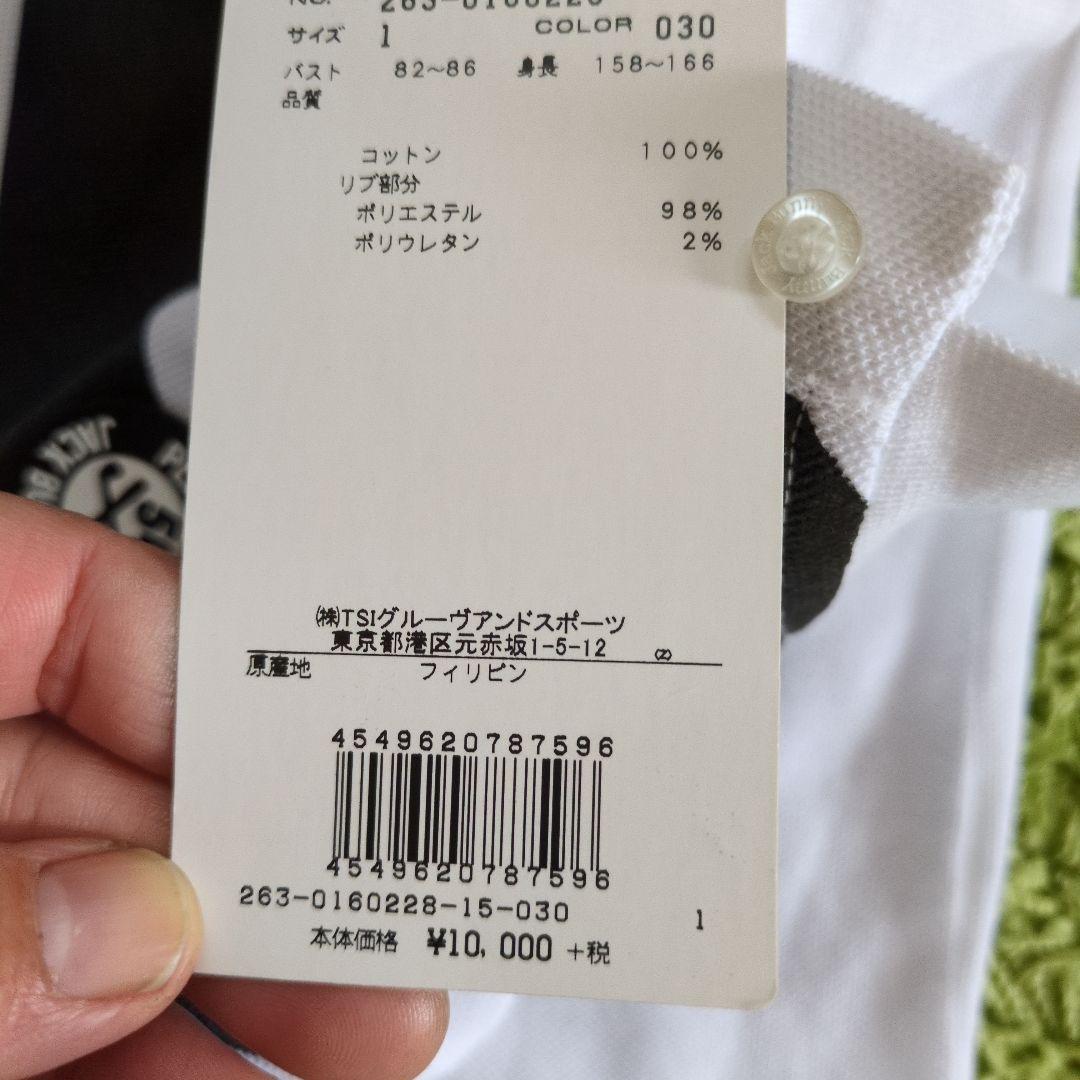 No. 263-0160228
サイズ 1 COLOR 030
バスト 82~86 身長 158~166
品質
コットン 100%
リブ部分
ポリエステル 98%
ポリウレタン 2%
㈱TSIグルーヴアンドスポーツ
東京都港区元赤坂1-5-12 (Z)
原産地 フィリピン
4549620787596
4549620787596
263-0160228-15-030 1
本体価格 ¥10,000 +税
JACK